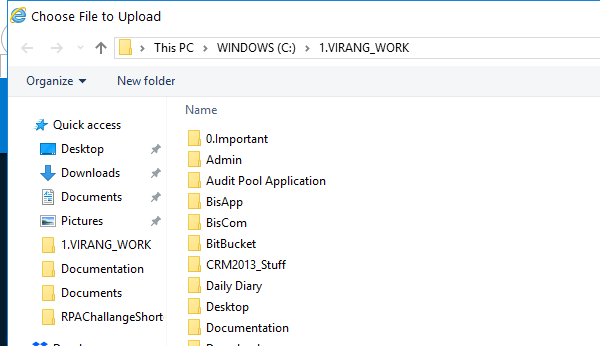 Choose File to Upload
This PC > WINDOWS (C:) > 1.VIRANG_WORK
Organize New folder
Name
Quick access
Desktop
Downloads
Documents
Pictures
1.VIRANG_WORK
Documentation
Documents
RPAChallangeShort
0.Important
Admin
Audit Pool Application
BisApp
BisCom
BitBucket
CRM2013_Stuff
Daily Diary
Desktop
Documentation